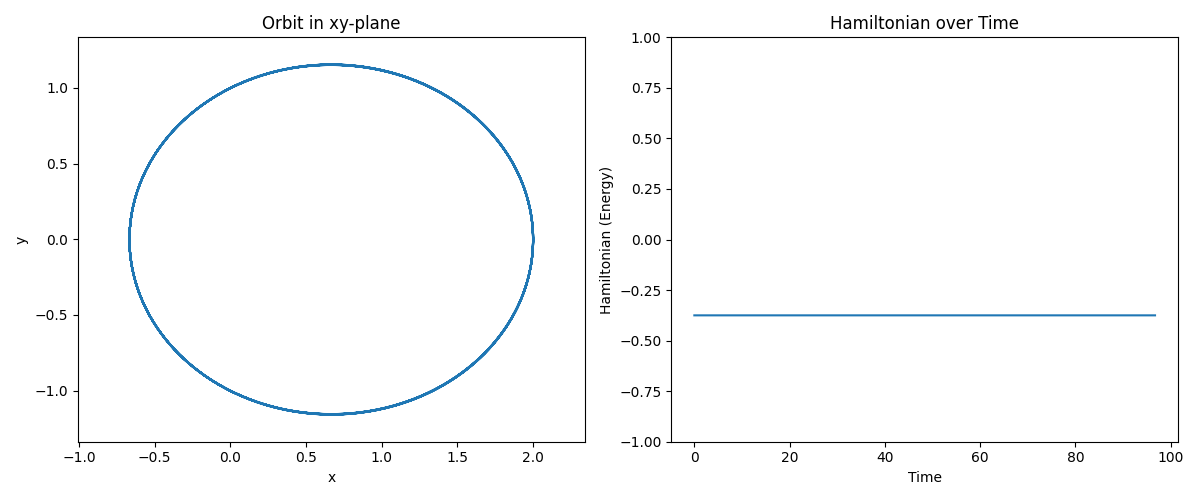 Orbit in xy-plane
1.0
0.5
0.0
−0.5
−1.0
y
−1.0 −0.5 0.0 0.5 1.0 1.5 2.0
x
Hamiltonian over Time
1.00
0.75
0.50
0.25
0.00
−0.25
−0.50
−0.75
−1.00
Hamiltonian (Energy)
0 20 40 60 80 100
Time